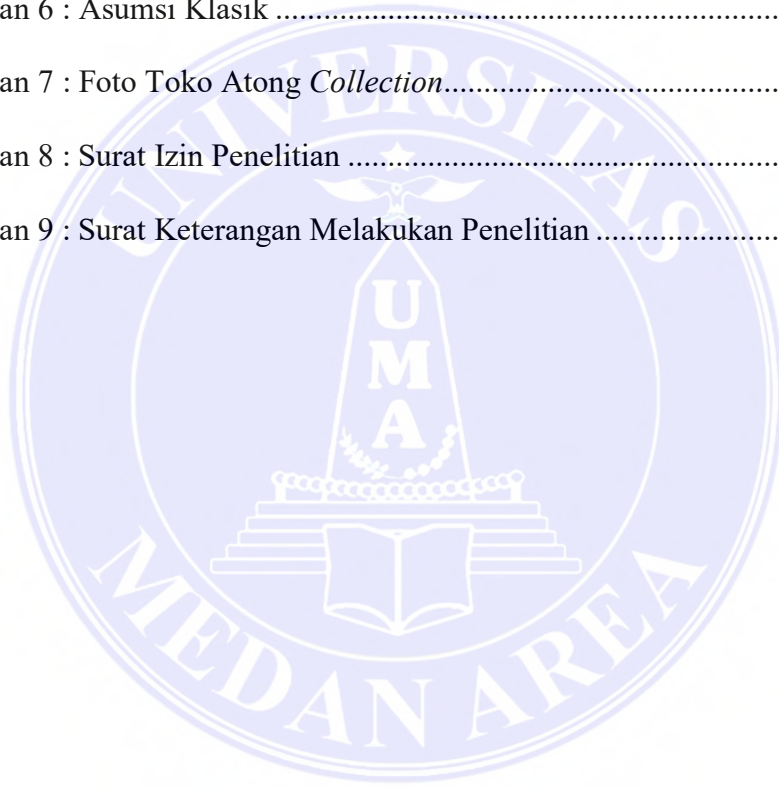 an 6 : Asumsi Klasik ................................................................
an 7 : Foto Toko Atong Collection..........................................
an 8 : Surat Izin Penelitian ......................................................
an 9 : Surat Keterangan Melakukan Penelitian .......................
UNIVERSITAS
U
M
A
MEDAN AREA